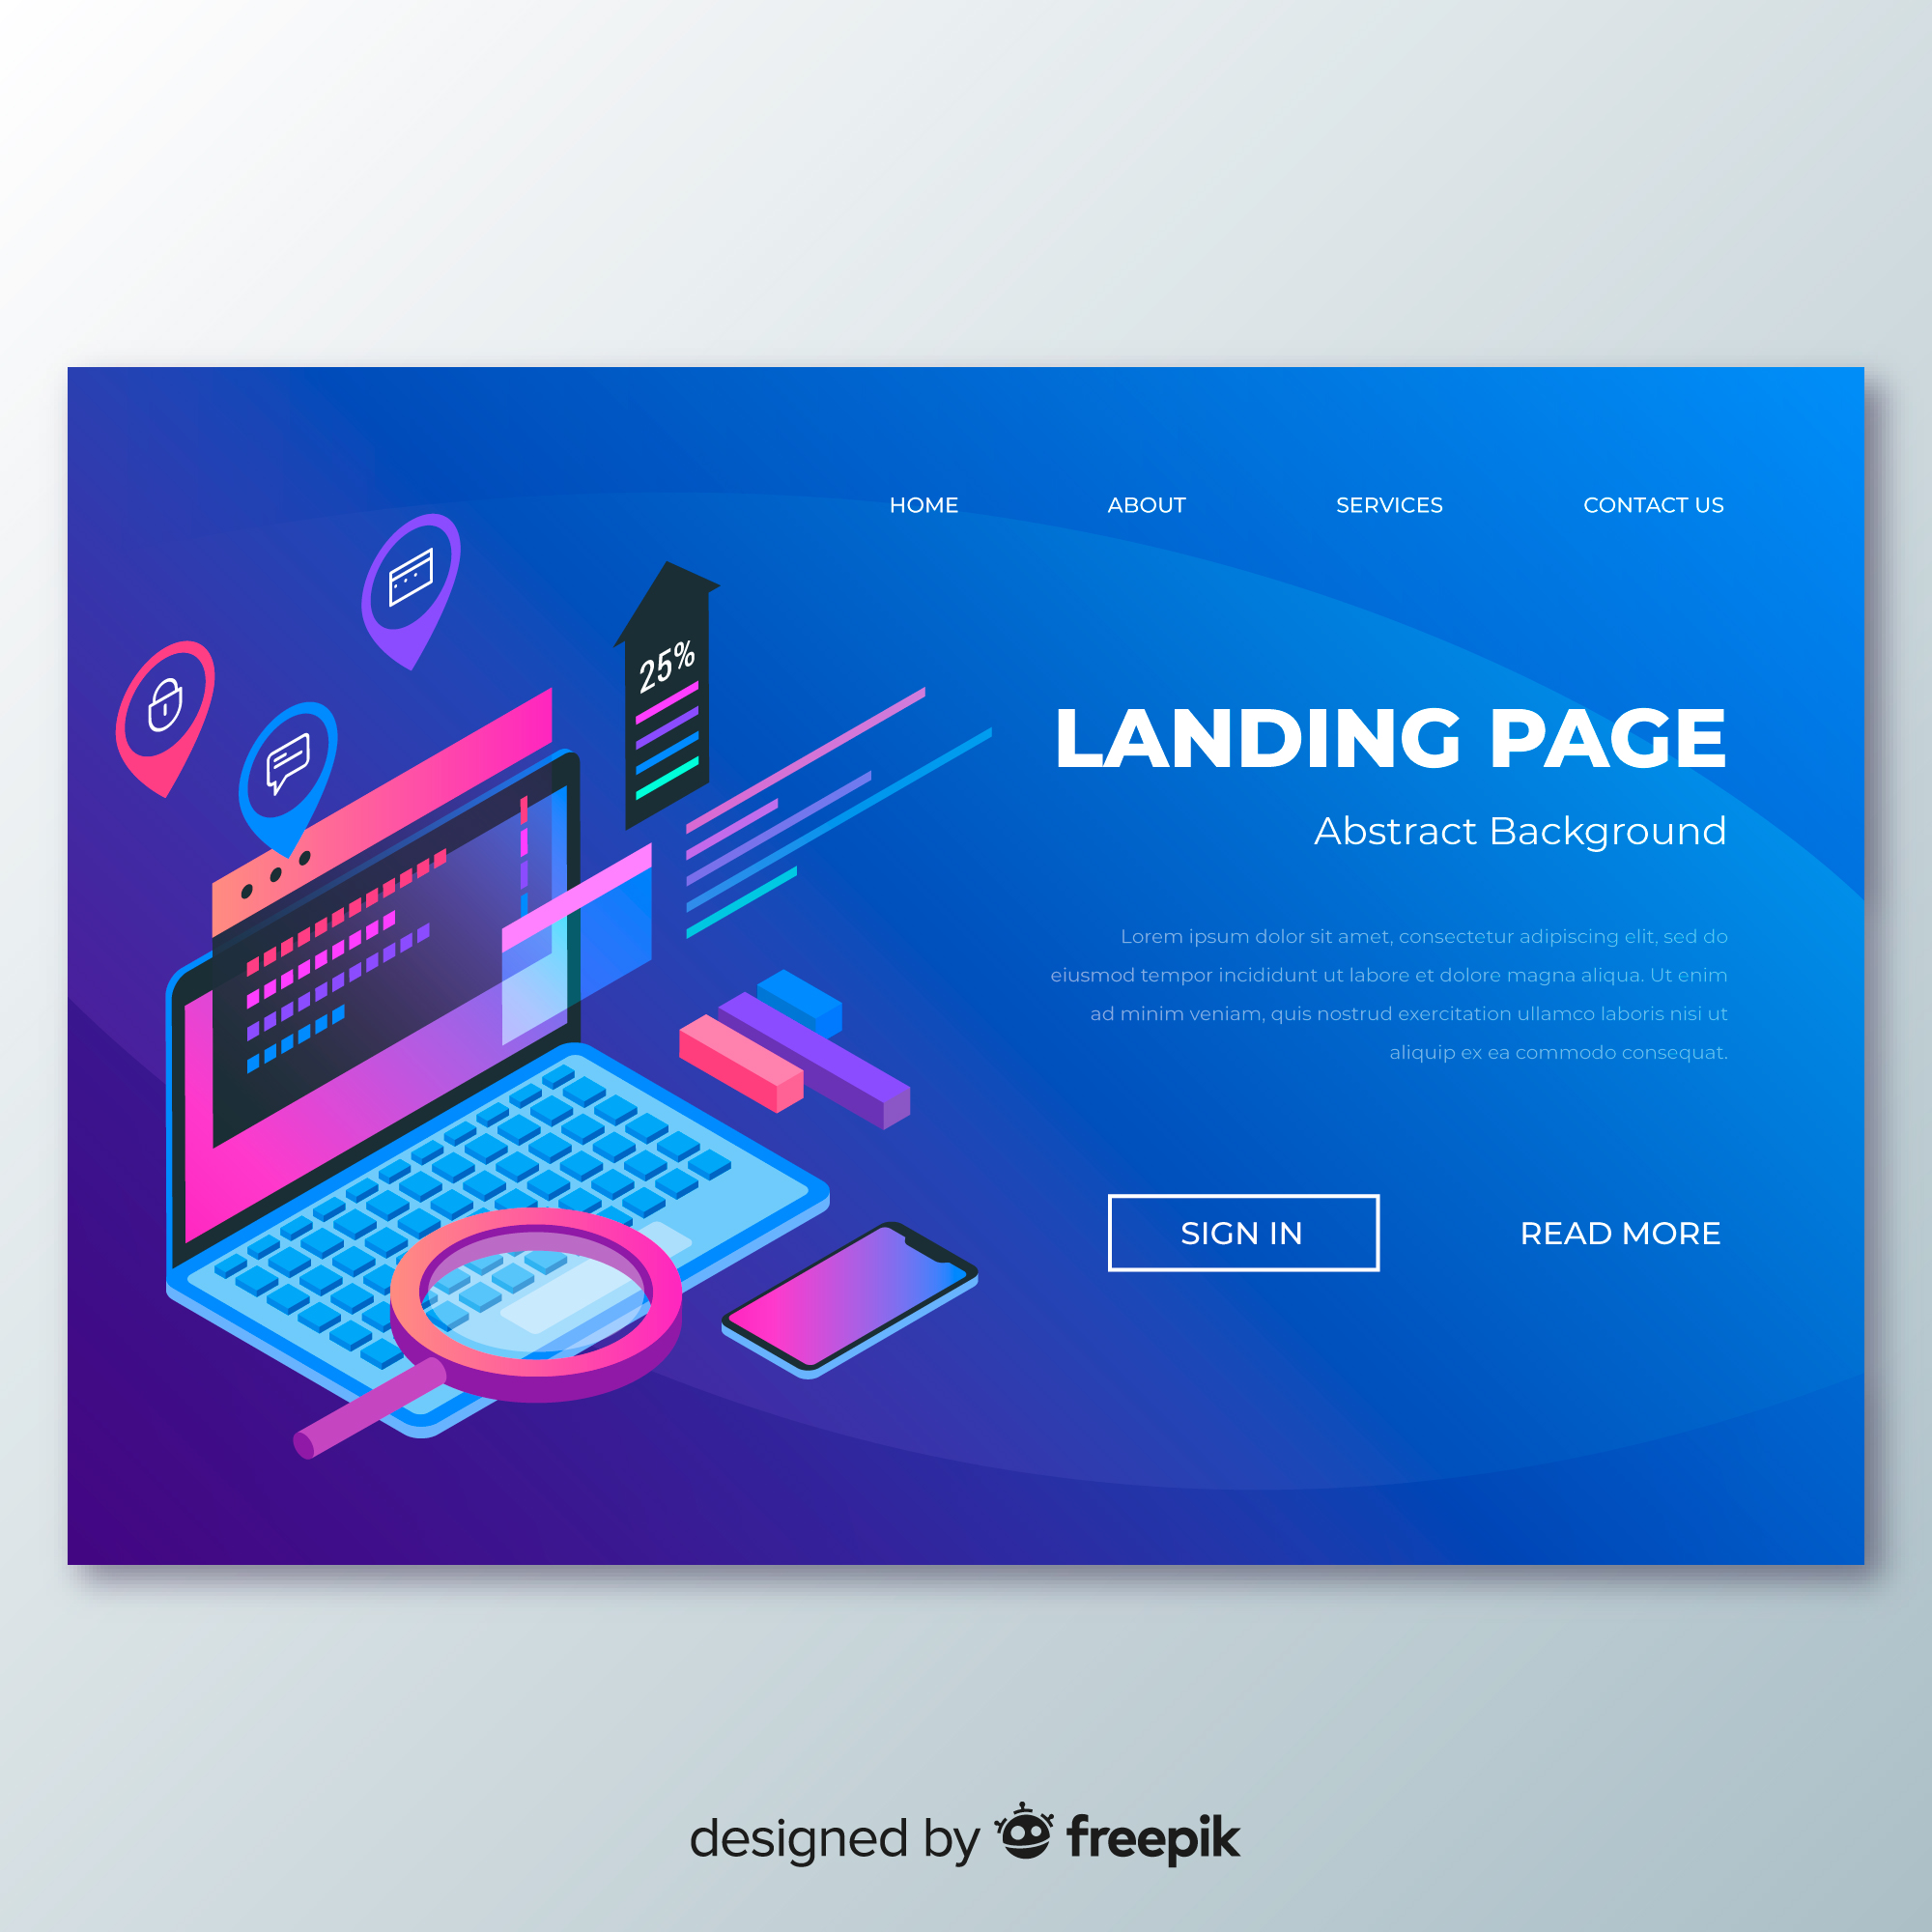 HOME ABOUT SERVICES CONTACT US
25%
LANDING PAGE
Abstract Background
Lorem ipsum dolor sit amet, consectetur adipiscing elit, sed do
eiusmod tempor incididunt ut labore et dolore magna aliqua. Ut enim
ad minim veniam, quis nostrud exercitation ullamco laboris nisi ut
aliquip ex ea commodo consequat.
SIGN IN READ MORE
designed by freepik